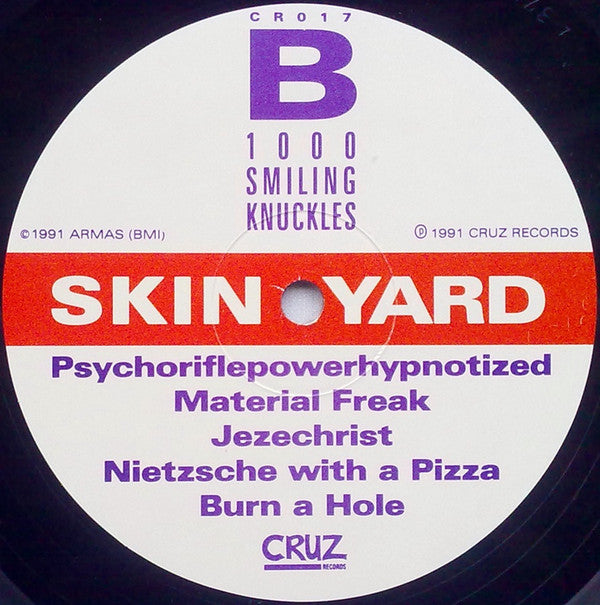 CR017
B
1000
SMILING
KNUCKLES
©1991 ARMAS (BMI)
℗ 1991 CRUZ RECORDS
SKIN YARD
Psychoriflepowerhypnotized
Material Freak
Jezechrist
Nietzsche with a Pizza
Burn a Hole
CRUZ
RECORDS